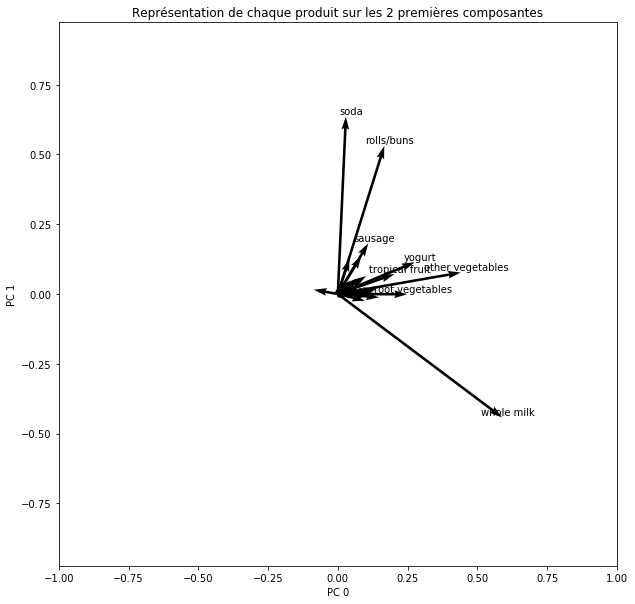 Représentation de chaque produit sur les 2 premières composantes
0.75
soda
rolls/buns
0.50
0.25
sausage
yogurt
tropical fruit
other vegetables
root vegetables
0.00
PC 1
−0.25
whole milk
−0.50
−0.75
−1.00 −0.75 −0.50 −0.25 0.00 0.25 0.50 0.75 1.00
PC 0